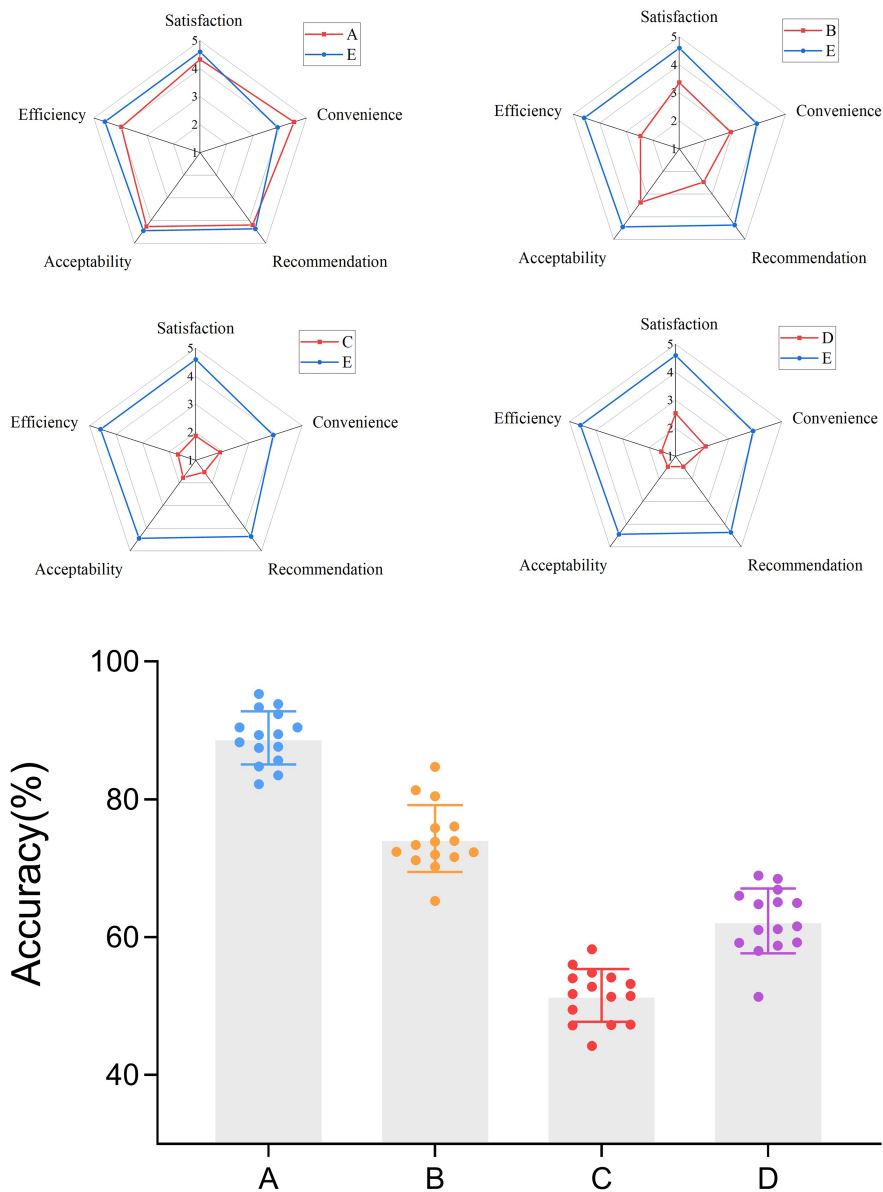 Satisfaction
A
E
5
4
3
2
1
Efficiency
Convenience
Acceptability
Recommendation
Satisfaction
B
E
5
4
3
2
1
Efficiency
Convenience
Acceptability
Recommendation
Satisfaction
C
E
5
4
3
2
1
Efficiency
Convenience
Acceptability
Recommendation
Satisfaction
D
E
5
4
3
2
1
Efficiency
Convenience
Acceptability
Recommendation
Accuracy(%)
100
80
60
40
A
B
C
D